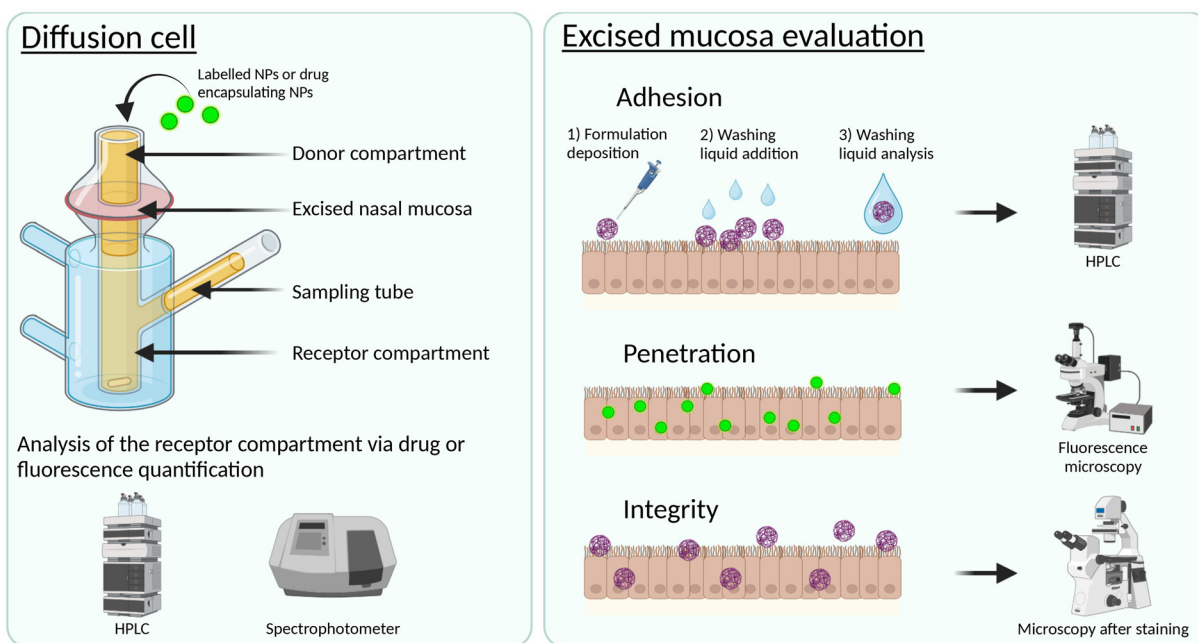 Diffusion cell
Labelled NPs or drug
encapsulating NPs
Donor compartment
Excised nasal mucosa
Sampling tube
Receptor compartment
Analysis of the receptor compartment via drug or
fluorescence quantification
HPLC
Spectrophotometer
Excised mucosa evaluation
Adhesion
1) Formulation
deposition
2) Washing
liquid addition
3) Washing
liquid analysis
HPLC
Penetration
Fluorescence
microscopy
Integrity
Microscopy after staining